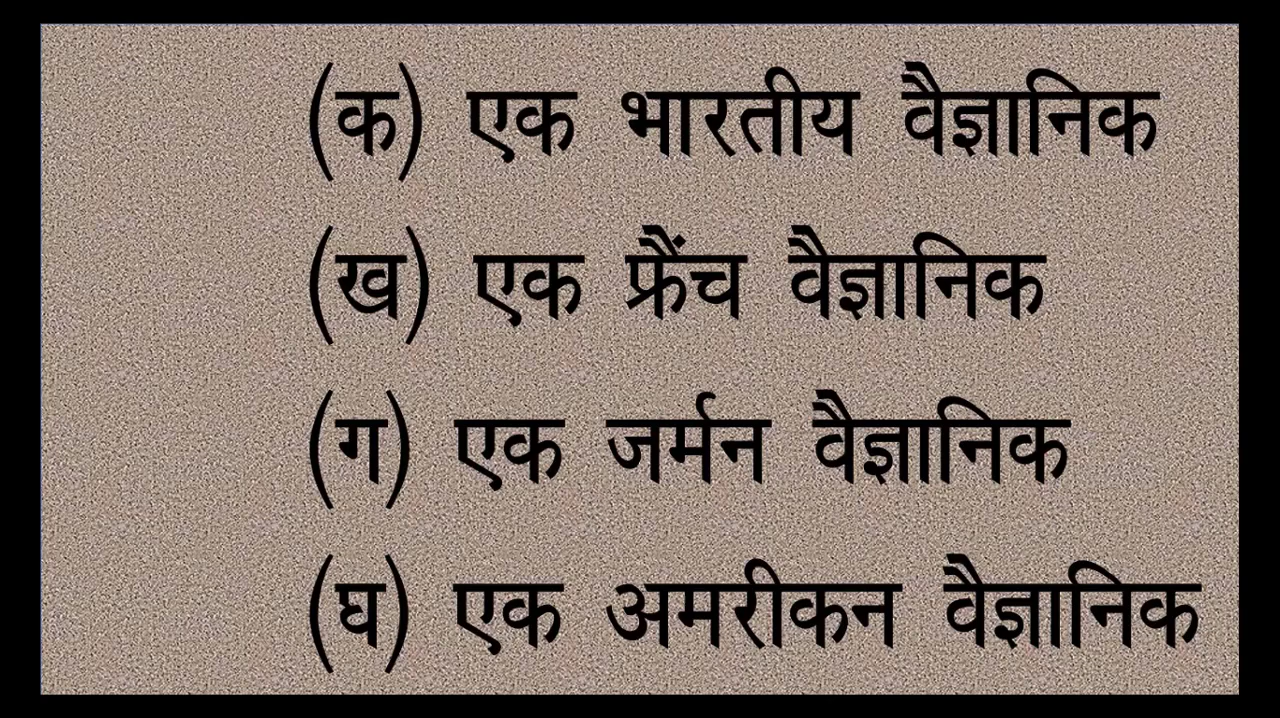 (क) एक भारतीय वैज्ञानिक
(ख) एक फ्रैंच वैज्ञानिक
(ग) एक जर्मन वैज्ञानिक
(घ) एक अमरीकन वैज्ञानिक